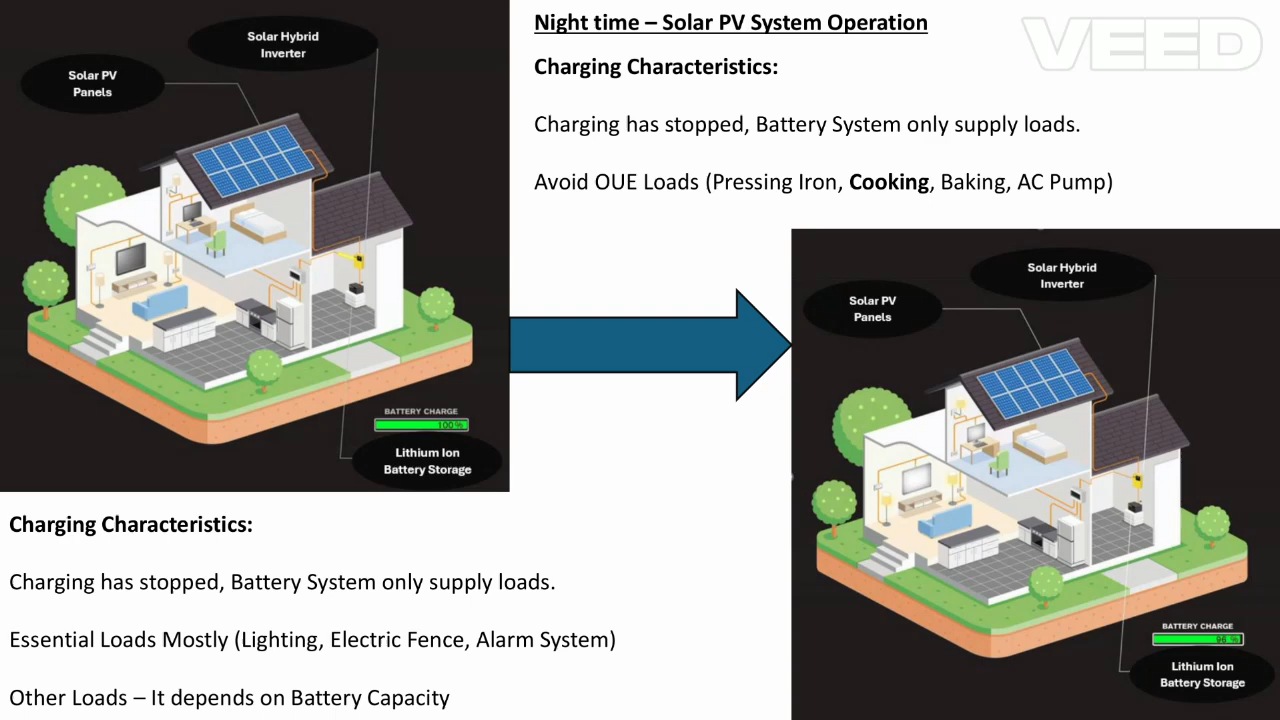 Solar Hybrid
Inverter
Solar PV
Panels
BATTERY CHARGE
100 %
Lithium Ion
Battery Storage
Charging Characteristics:
Charging has stopped, Battery System only supply loads.
Essential Loads Mostly (Lighting, Electric Fence, Alarm System)
Other Loads – It depends on Battery Capacity
Night time – Solar PV System Operation
VEED
Charging Characteristics:
Charging has stopped, Battery System only supply loads.
Avoid OUE Loads (Pressing Iron, Cooking, Baking, AC Pump)
Solar Hybrid
Inverter
Solar PV
Panels
BATTERY CHARGE
96 %
Lithium Ion
Battery Storage